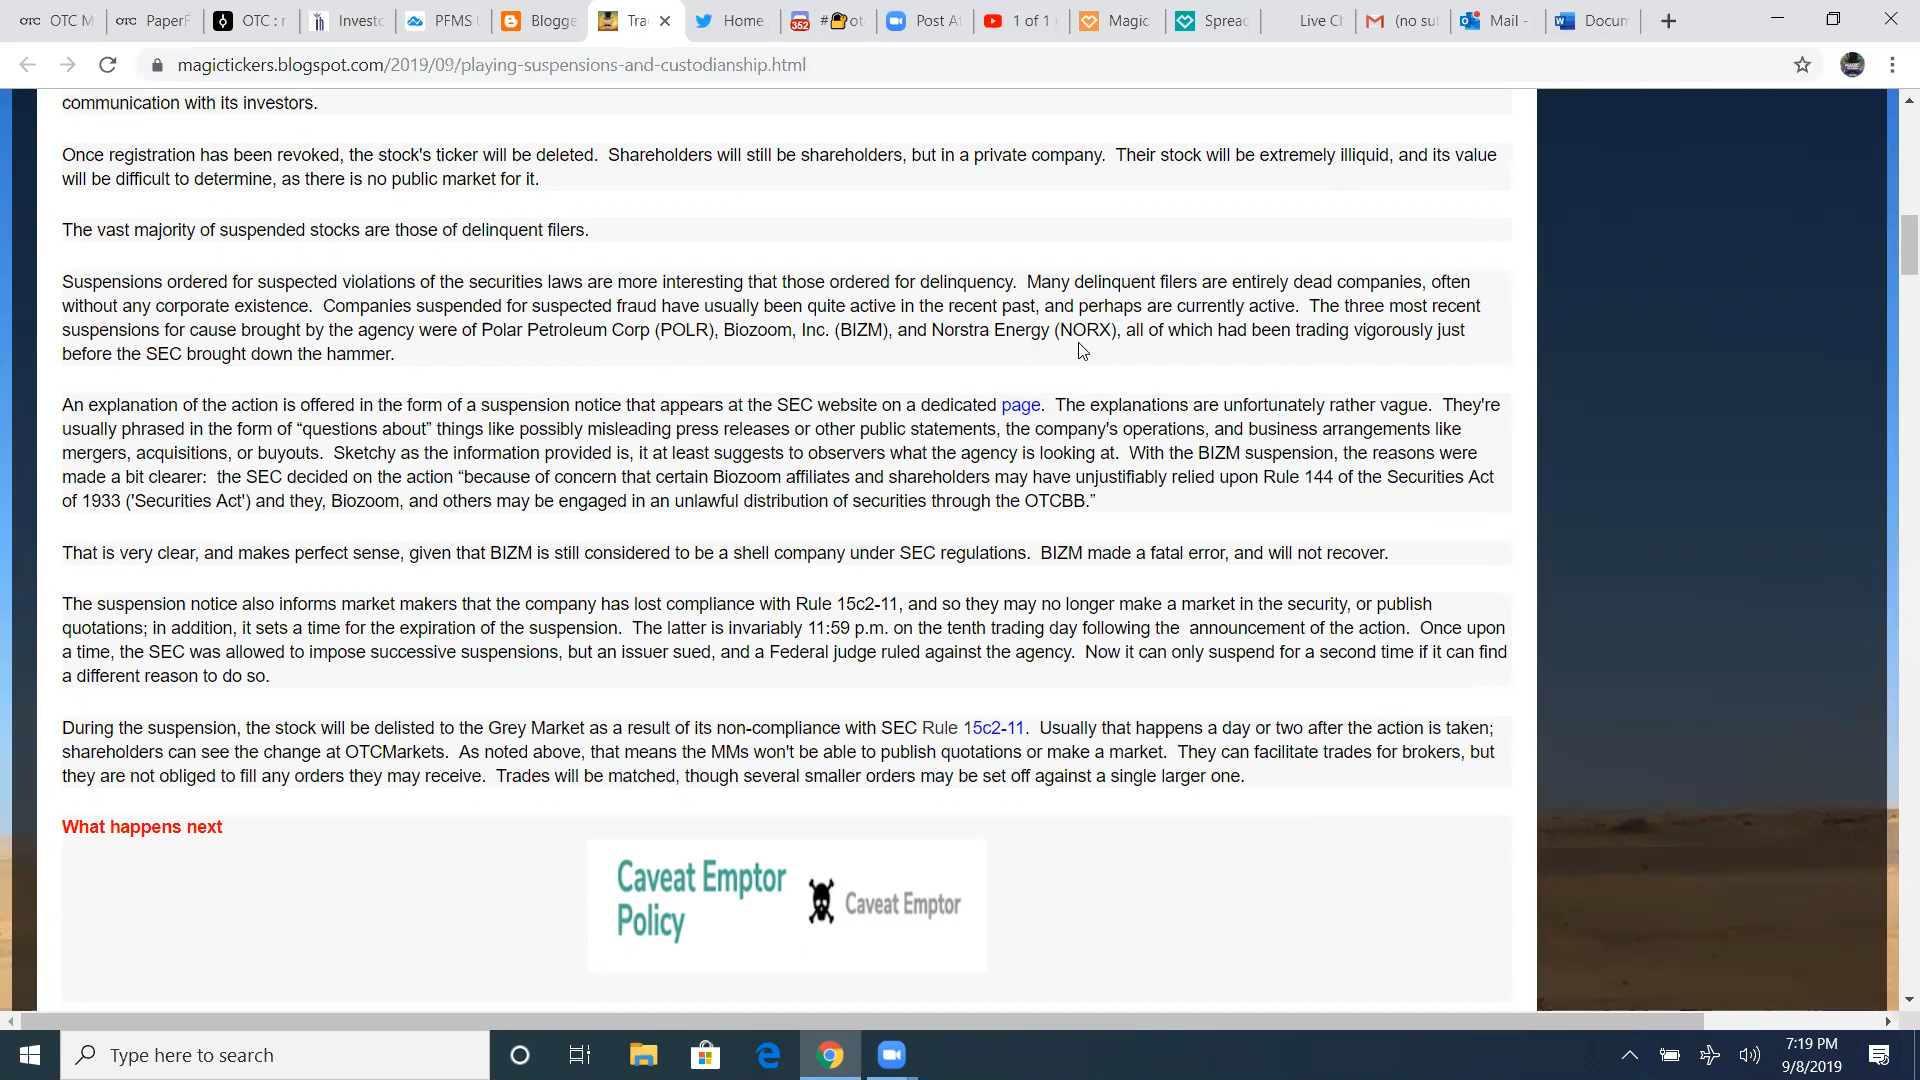 OTC M
PaperF
OTC : r
Investo
PFMS
Blogge
Tra
Home
352
#
ot
Post A
1 of 1
Magic
Spread
Live C
(no su
Mail -
Docum
magictickers.blogspot.com/2019/09/playing-suspensions-and-custodianship.html
communication with its investors.
Once registration has been revoked, the stock's ticker will be deleted.  Shareholders will still be shareholders, but in a private company.  Their stock will be extremely illiquid, and its value
will be difficult to determine, as there is no public market for it.
The vast majority of suspended stocks are those of delinquent filers.
Suspensions ordered for suspected violations of the securities laws are more interesting that those ordered for delinquency.  Many delinquent filers are entirely dead companies, often
without any corporate existence.  Companies suspended for suspected fraud have usually been quite active in the recent past, and perhaps are currently active.  The three most recent
suspensions for cause brought by the agency were of Polar Petroleum Corp (POLR), Biozoom, Inc. (BIZM), and Norstra Energy (NORX), all of which had been trading vigorously just
before the SEC brought down the hammer.
An explanation of the action is offered in the form of a suspension notice that appears at the SEC website on a dedicated page.  The explanations are unfortunately rather vague.  They're
usually phrased in the form of “questions about” things like possibly misleading press releases or other public statements, the company's operations, and business arrangements like
mergers, acquisitions, or buyouts.  Sketchy as the information provided is, it at least suggests to observers what the agency is looking at.  With the BIZM suspension, the reasons were
made a bit clearer:  the SEC decided on the action “because of concern that certain Biozoom affiliates and shareholders may have unjustifiably relied upon Rule 144 of the Securities Act
of 1933 ('Securities Act') and they, Biozoom, and others may be engaged in an unlawful distribution of securities through the OTCBB.”
That is very clear, and makes perfect sense, given that BIZM is still considered to be a shell company under SEC regulations.  BIZM made a fatal error, and will not recover.
The suspension notice also informs market makers that the company has lost compliance with Rule 15c2-11, and so they may no longer make a market in the security, or publish
quotations; in addition, it sets a time for the expiration of the suspension.  The latter is invariably 11:59 p.m. on the tenth trading day following the  announcement of the action.  Once upon
a time, the SEC was allowed to impose successive suspensions, but an issuer sued, and a Federal judge ruled against the agency.  Now it can only suspend for a second time if it can find
a different reason to do so.
During the suspension, the stock will be delisted to the Grey Market as a result of its non-compliance with SEC Rule 15c2-11.  Usually that happens a day or two after the action is taken;
shareholders can see the change at OTCMarkets.  As noted above, that means the MMs won't be able to publish quotations or make a market.  They can facilitate trades for brokers, but
they are not obliged to fill any orders they may receive.  Trades will be matched, though several smaller orders may be set off against a single larger one.
What happens next
Caveat Emptor
Policy
Caveat Emptor
Type here to search
7:19 PM
9/8/2019